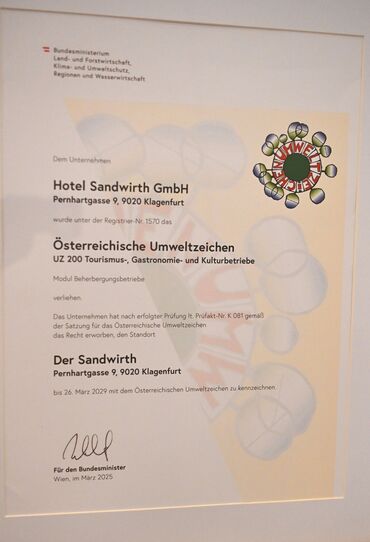 Bundesministerium
Land- und Forstwirtschaft,
Klima- und Umweltschutz,
Regionen und Wasserwirtschaft
UMWELTZEICHEN
Dem Unternehmen
Hotel Sandwirth GmbH
Pernhartgasse 9, 9020 Klagenfurt
wurde unter der Registrier-Nr. 1570 das
Österreichische Umweltzeichen
UZ 200 Tourismus-, Gastronomie- und Kulturbetriebe
Modul Beherbergungsbetriebe
verliehen.
Das Unternehmen hat nach erfolgter Prüfung lt. Prüfakt-Nr. K 081 gemäß
der Satzung für das Österreichische Umweltzeichen
das Recht erworben, den Standort
Der Sandwirth
Pernhartgasse 9, 9020 Klagenfurt
bis 26. März 2029 mit dem Österreichischen Umweltzeichen zu kennzeichnen.
Für den Bundesminister
Wien, im März 2025